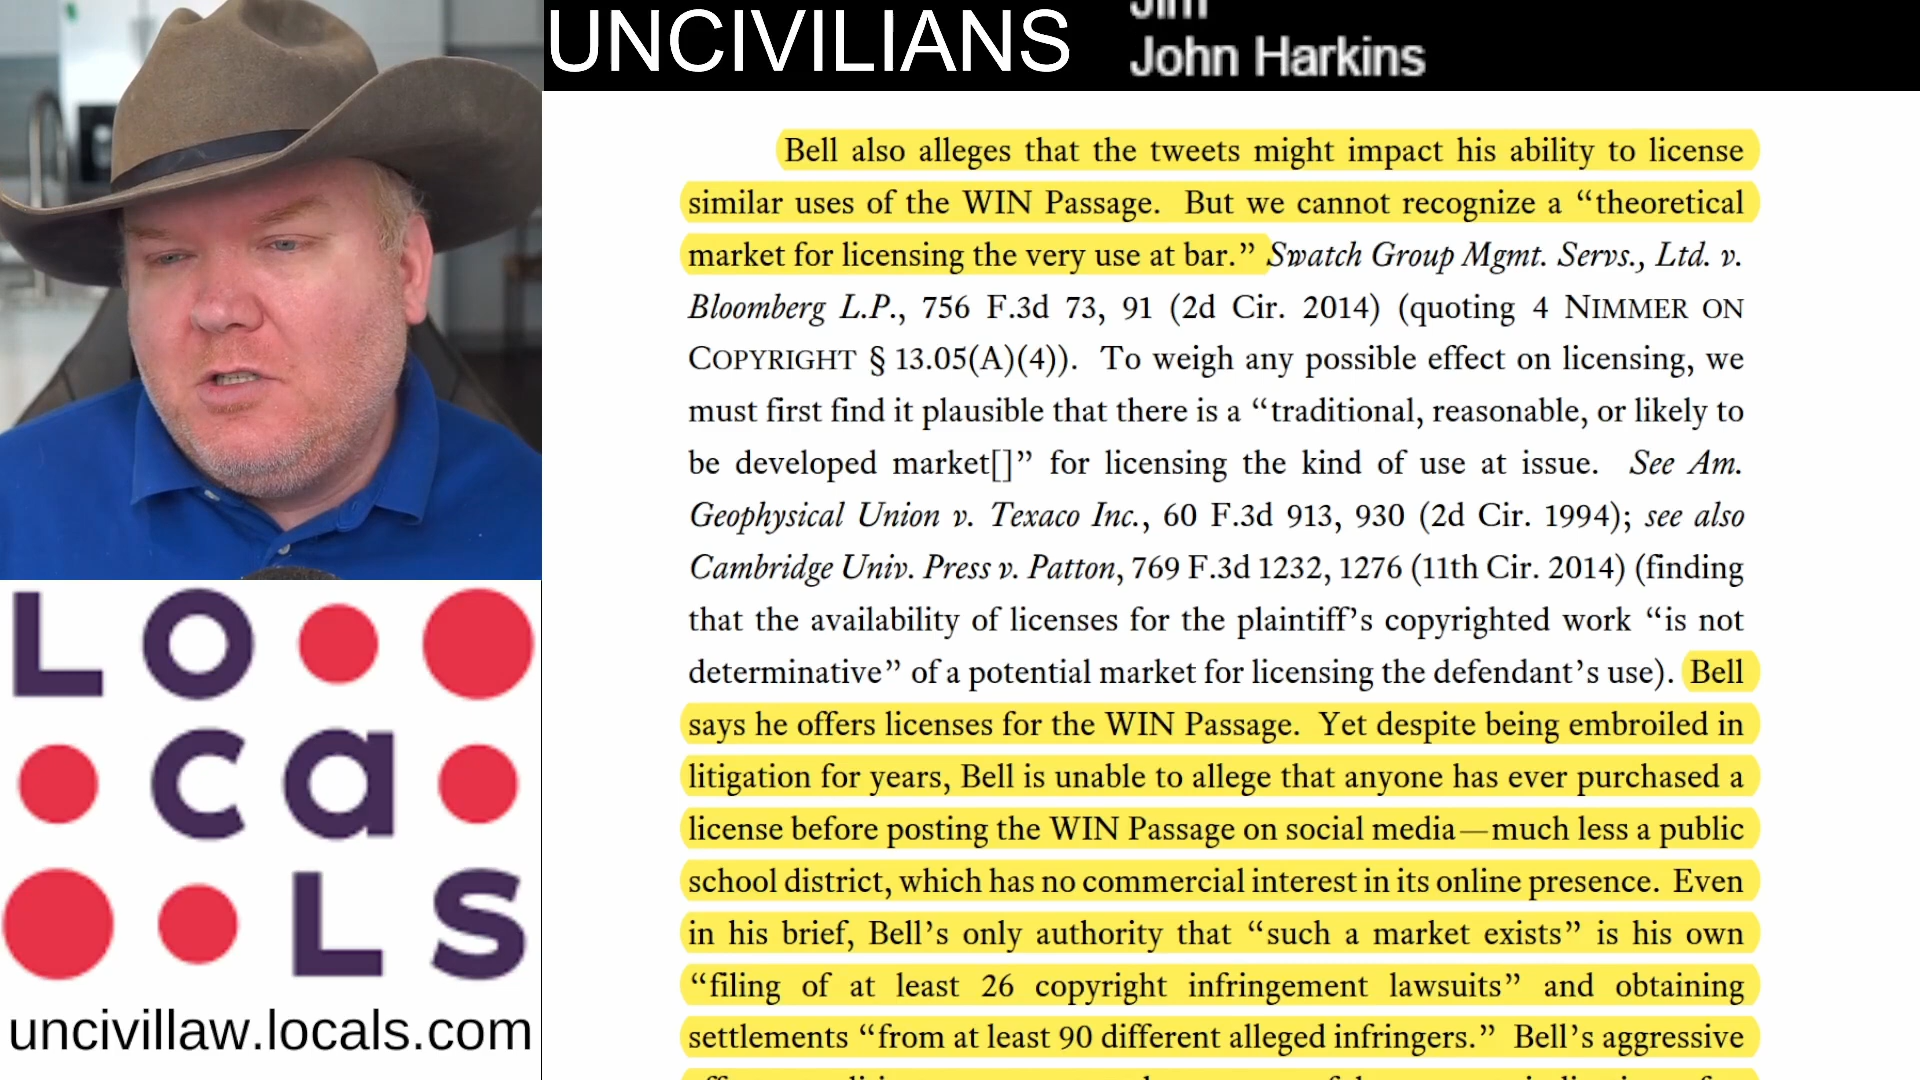 UNCIVILIANS
Jim
John Harkins
Bell also alleges that the tweets might impact his ability to license
similar uses of the WIN Passage. But we cannot recognize a “theoretical
market for licensing the very use at bar.” Swatch Group Mgmt. Servs., Ltd. v.
Bloomberg L.P., 756 F.3d 73, 91 (2d Cir. 2014) (quoting 4 NIMMER ON
COPYRIGHT § 13.05(A)(4)). To weigh any possible effect on licensing, we
must first find it plausible that there is a “traditional, reasonable, or likely to
be developed market[]” for licensing the kind of use at issue. See Am.
Geophysical Union v. Texaco Inc., 60 F.3d 913, 930 (2d Cir. 1994); see also
Cambridge Univ. Press v. Patton, 769 F.3d 1232, 1276 (11th Cir. 2014) (finding
that the availability of licenses for the plaintiff’s copyrighted work “is not
determinative” of a potential market for licensing the defendant’s use). Bell
says he offers licenses for the WIN Passage. Yet despite being embroiled in
litigation for years, Bell is unable to allege that anyone has ever purchased a
license before posting the WIN Passage on social media—much less a public
school district, which has no commercial interest in its online presence. Even
in his brief, Bell’s only authority that “such a market exists” is his own
“filing of at least 26 copyright infringement lawsuits” and obtaining
settlements “from at least 90 different alleged infringers.” Bell’s aggressive
LO
ca
LS
uncivillaw.locals.com